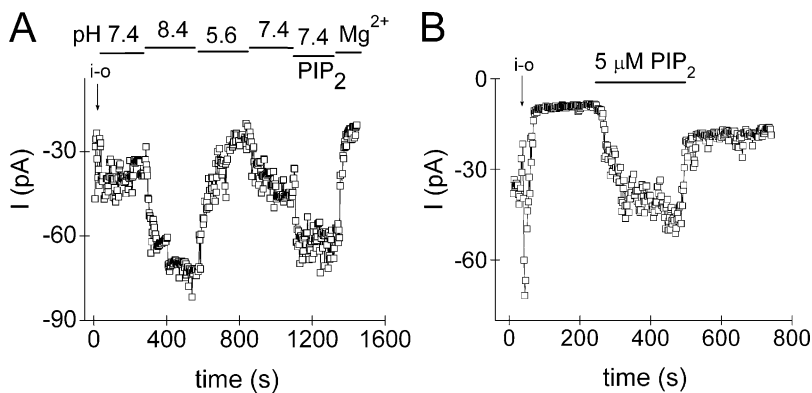 A
pH 7.4 8.4 5.6 7.4 7.4 Mg²⁺
PIP₂
i-o
-30
-60
-90
I (pA)
0 400 800 1200 1600
time (s)
B
5 μM PIP₂
i-o
0
-30
-60
I (pA)
0 200 400 600 800
time (s)